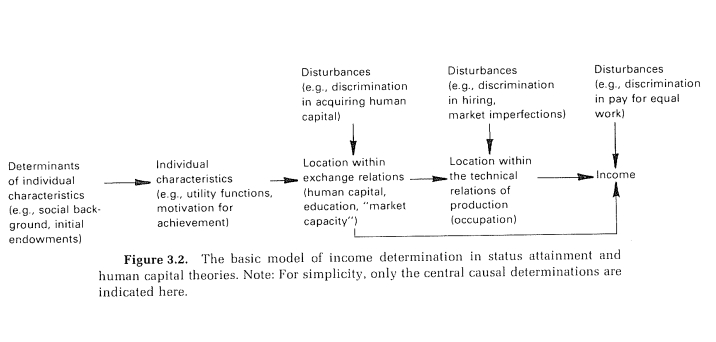 Disturbances
(e.g., discrimination
in acquiring human
capital)
Disturbances
(e.g., discrimination
in hiring,
market imperfections)
Disturbances
(e.g., discrimination
in pay for equal
work)
Determinants
of individual
characteristics
(e.g., social back-
ground, initial
endowments)
Individual
characteristics
(e.g., utility functions,
motivation for
achievement)
Location within
exchange relations
(human capital,
education, "market
capacity")
Location within
the technical
relations of
production
(occupation)
Income
Figure 3.2. The basic model of income determination in status attainment and
human capital theories. Note: For simplicity, only the central causal determinations are
indicated here.